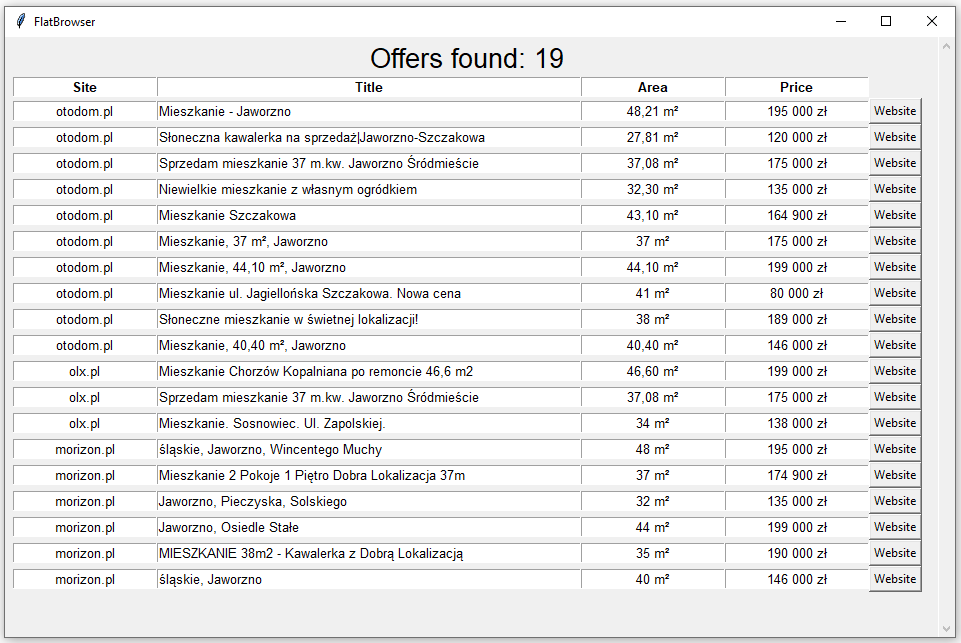 FlatBrowser
Offers found: 19
Site Title Area Price
otodom.pl Mieszkanie - Jaworzno 48,21 m² 195 000 zł Website
otodom.pl Słoneczna kawalerka na sprzedaż|Jaworzno-Szczakowa 27,81 m² 120 000 zł Website
otodom.pl Sprzedam mieszkanie 37 m.kw. Jaworzno Śródmieście 37,08 m² 175 000 zł Website
otodom.pl Niewielkie mieszkanie z własnym ogródkiem 32,30 m² 135 000 zł Website
otodom.pl Mieszkanie Szczakowa 43,10 m² 164 900 zł Website
otodom.pl Mieszkanie, 37 m², Jaworzno 37 m² 175 000 zł Website
otodom.pl Mieszkanie, 44,10 m², Jaworzno 44,10 m² 199 000 zł Website
otodom.pl Mieszkanie ul. Jagiellońska Szczakowa. Nowa cena 41 m² 80 000 zł Website
otodom.pl Słoneczne mieszkanie w świetnej lokalizacji! 38 m² 189 000 zł Website
otodom.pl Mieszkanie, 40,40 m², Jaworzno 40,40 m² 146 000 zł Website
olx.pl Mieszkanie Chorzów Kopalniana po remoncie 46,6 m2 46,60 m² 199 000 zł Website
olx.pl Sprzedam mieszkanie 37 m.kw. Jaworzno Śródmieście 37,08 m² 175 000 zł Website
olx.pl Mieszkanie. Sosnowiec. Ul. Zapolskiej. 34 m² 138 000 zł Website
morizon.pl śląskie, Jaworzno, Wincentego Muchy 48 m² 195 000 zł Website
morizon.pl Mieszkanie 2 Pokoje 1 Piętro Dobra Lokalizacja 37m 37 m² 174 900 zł Website
morizon.pl Jaworzno, Pieczyska, Solskiego 32 m² 135 000 zł Website
morizon.pl Jaworzno, Osiedle Stałe 44 m² 199 000 zł Website
morizon.pl MIESZKANIE 38m2 - Kawalerka z Dobrą Lokalizacją 35 m² 190 000 zł Website
morizon.pl śląskie, Jaworzno 40 m² 146 000 zł Website